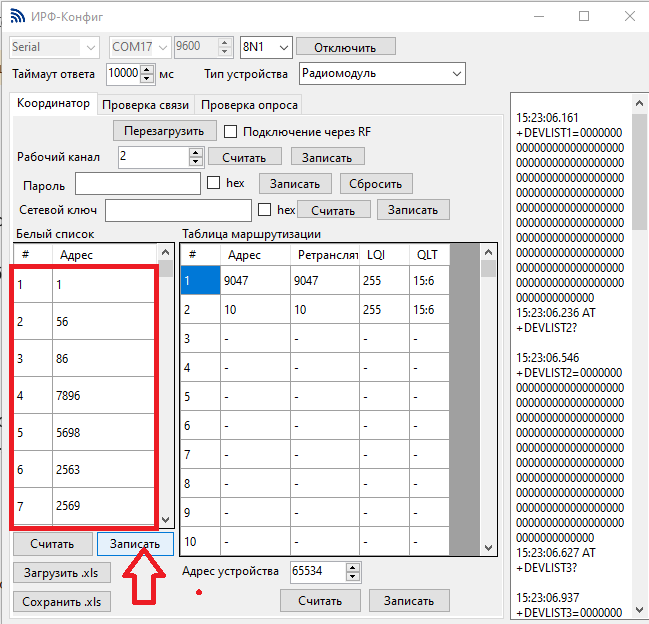 ИРФ-Конфиг
Serial COM17 9600 8N1 Отключить
Таймаут ответа 10000 мс Тип устройства Радиомодуль
Координатор Проверка связи Проверка опроса
Перезагрузить Подключение через RF
Рабочий канал 2 Считать Записать
Пароль hex Записать Сбросить
Сетевой ключ hex Считать Записать
Белый список
# Адрес
1 1
2 56
3 86
4 7896
5 5698
6 2563
7 2569
Считать Записать
Загрузить .xls
Сохранить .xls
Таблица маршрутизации
# Адрес Ретранслят LQI QLT
1 9047 9047 255 15:6
2 10 10 255 15:6
3 - - - -
4 - - - -
5 - - - -
6 - - - -
7 - - - -
8 - - - -
9 - - - -
10 - - - -
Адрес устройства 65534
Считать Записать
15:23:06.161
+DEVLIST1=0000000
000000000000000000
000000000000000000
000000000000000000
000000000000000000
000000000000000000
000000000000000000
000000000000000000
000000000000000000
000000000000000000
000000000000000000
0000000000000
15:23:06.236 AT
+DEVLIST2?
15:23:06.546
+DEVLIST2=0000000
000000000000000000
000000000000000000
000000000000000000
000000000000000000
000000000000000000
000000000000000000
000000000000000000
000000000000000000
000000000000000000
000000000000000000
0000000000000
15:23:06.627 AT
+DEVLIST3?
15:23:06.937
+DEVLIST3=0000000